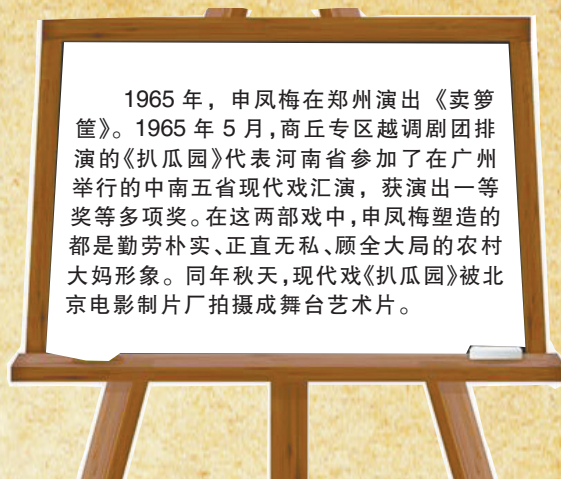 1965 年，申凤梅在郑州演出《卖箩
筐》。1965 年 5 月,商丘专区越调剧团排
演的《扒瓜园》代表河南省参加了在广州
举行的中南五省现代戏汇演，获演出一等
奖等多项奖。在这两部戏中,申凤梅塑造的
都是勤劳朴实、正直无私、顾全大局的农村
大妈形象。同年秋天,现代戏《扒瓜园》被北
京电影制片厂拍摄成舞台艺术片。